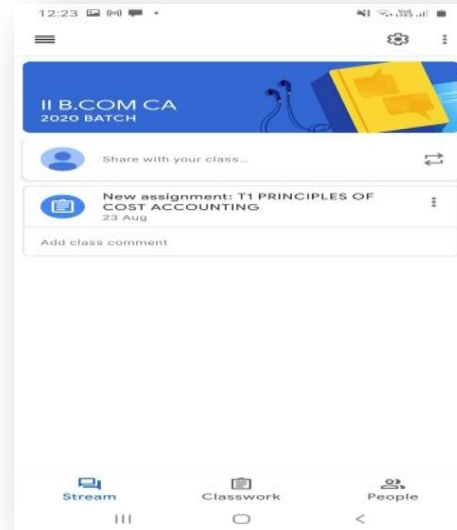 12:23
II B.COM CA
2020 BATCH
Share with your class...
New assignment: T1 PRINCIPLES OF
COST ACCOUNTING
23 Aug
Add class comment
Stream
Classwork
People